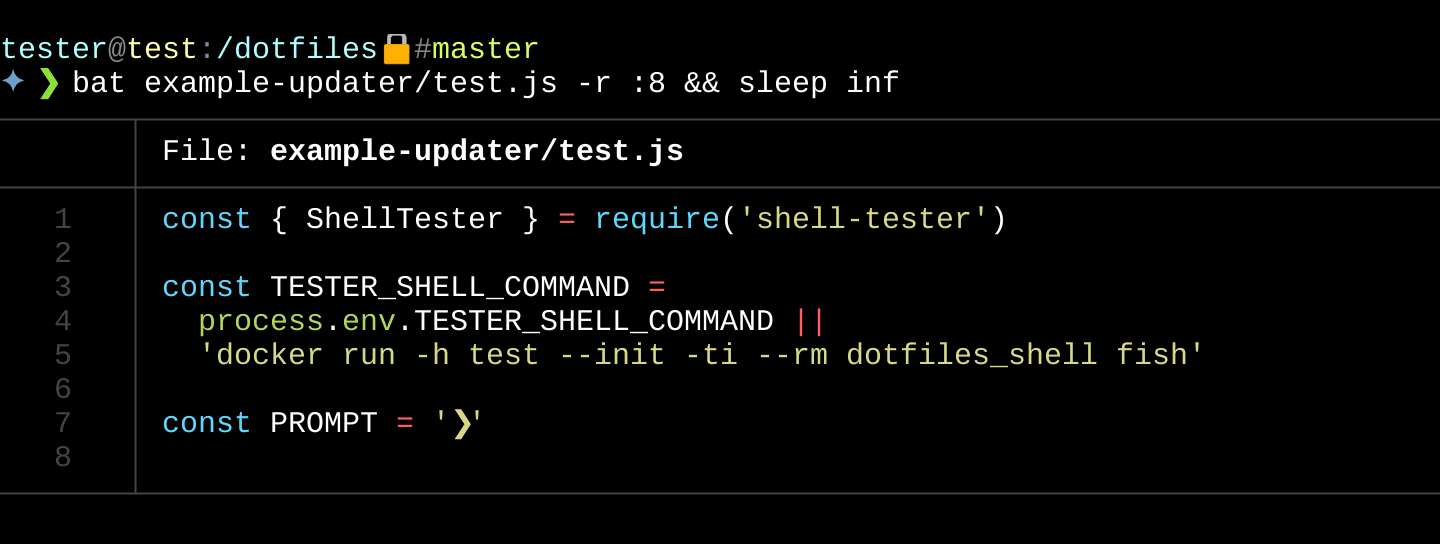 tester@test:/dotfiles🔒#master
✦ ❯ bat example-updater/test.js -r :8 && sleep inf
File: example-updater/test.js
1 const { ShellTester } = require('shell-tester')
2
3 const TESTER_SHELL_COMMAND =
4   process.env.TESTER_SHELL_COMMAND ||
5   'docker run -h test --init -ti --rm dotfiles_shell fish'
6
7 const PROMPT = '❯'
8